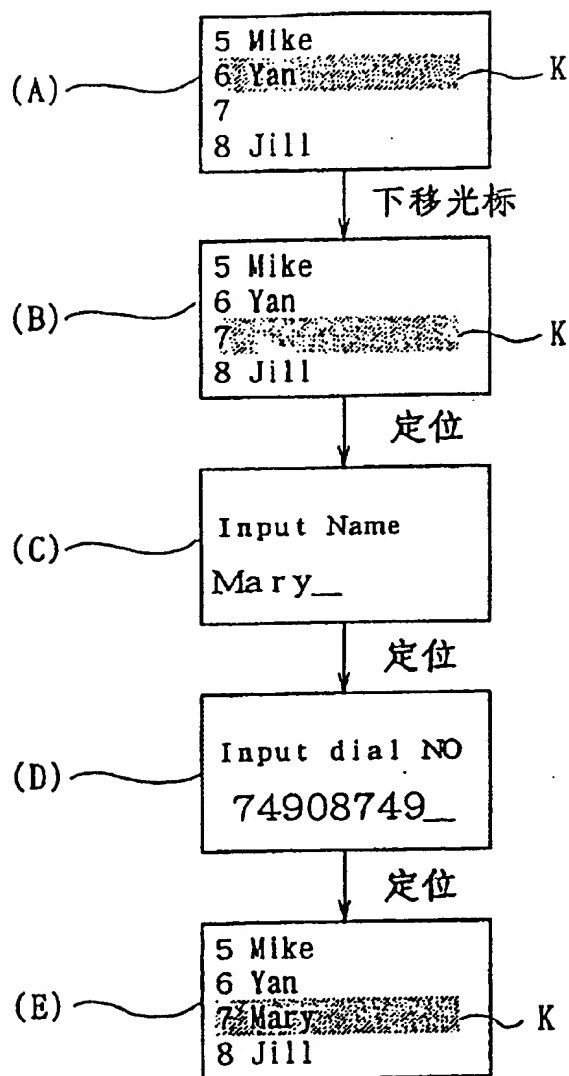 5 Mike
(A) 6 Yan K
7
8 Jill
下移光标
5 Mike
6 Yan
(B) 7 K
8 Jill
定位
Input Name
(C)
Mary_
定位
Input dial NO
(D)
74908749_
定位
5 Mike
6 Yan
(E) 7 Mary K
8 Jill